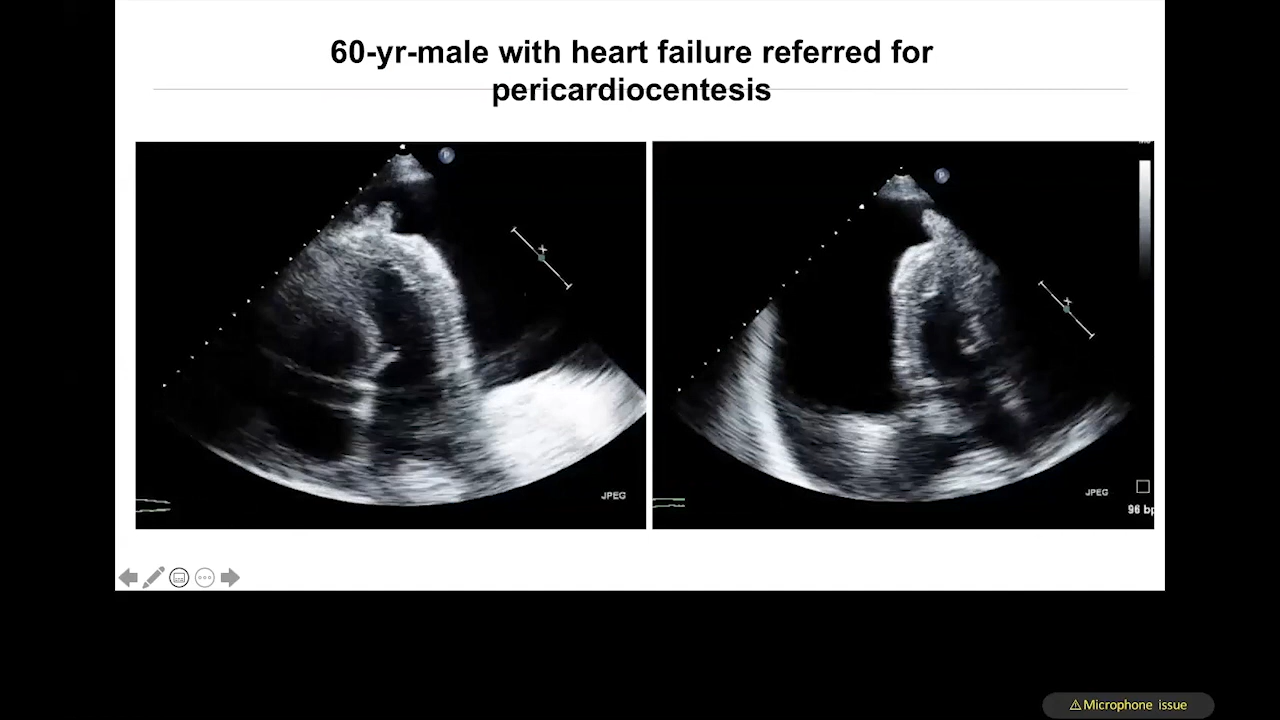 60-yr-male with heart failure referred for
pericardiocentesis
P
P
JPEG
JPEG
96 bp
Microphone issue